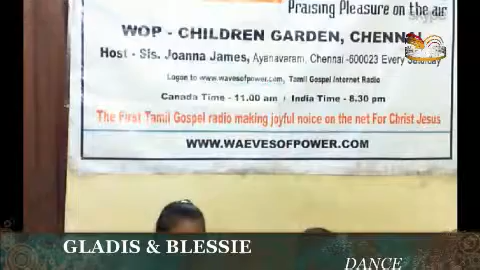 Praising Pleasure on the air
skype
WOP - CHILDREN GARDEN, CHENNAI
Host - Sis. Joanna James, Ayanavaram, Chennai -600023 Every Saturday
Logon to www.wavesofpower.com, Tamil Gospel Internet Radio
Canada Time - 11.00 am India Time - 8.30 pm
The First Tamil Gospel radio making joyful noice on the net For Christ Jesus
WWW.WAEVESOFPOWER.COM
GLADIS & BLESSIE
DANCE